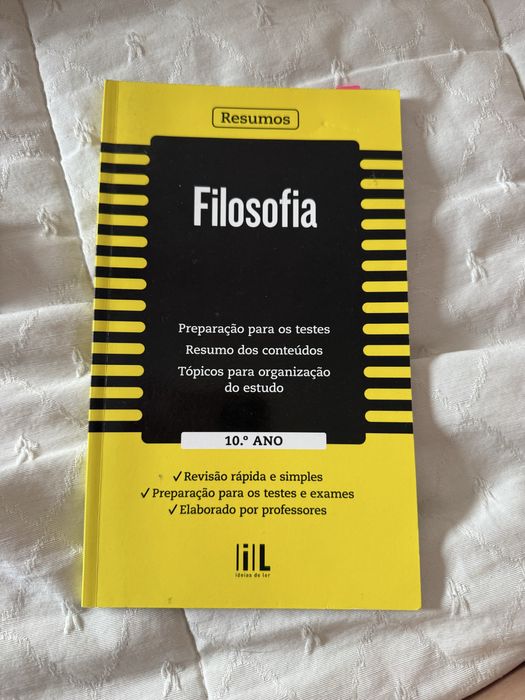 Resumos
Filosofia
Preparação para os testes
Resumo dos conteúdos
Tópicos para organização
do estudo
10.º ANO
✓ Revisão rápida e simples
✓ Preparação para os testes e exames
✓ Elaborado por professores
|i|L
ideias de ler